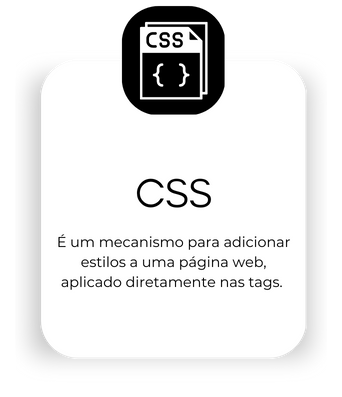 CSS
{ }
CSS
É um mecanismo para adicionar
estilos a uma página web,
aplicado diretamente nas tags.